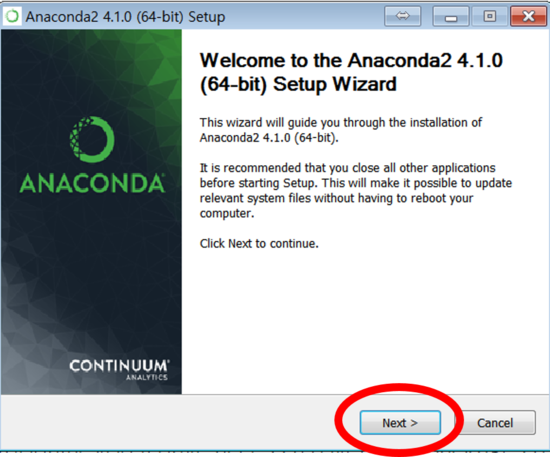 Anaconda2 4.1.0 (64-bit) Setup
Welcome to the Anaconda2 4.1.0
(64-bit) Setup Wizard
This wizard will guide you through the installation of
Anaconda2 4.1.0 (64-bit).
It is recommended that you close all other applications
before starting Setup. This will make it possible to update
relevant system files without having to reboot your
computer.
Click Next to continue.
ANACONDA
CONTINUUM
ANALYTICS
Next >
Cancel